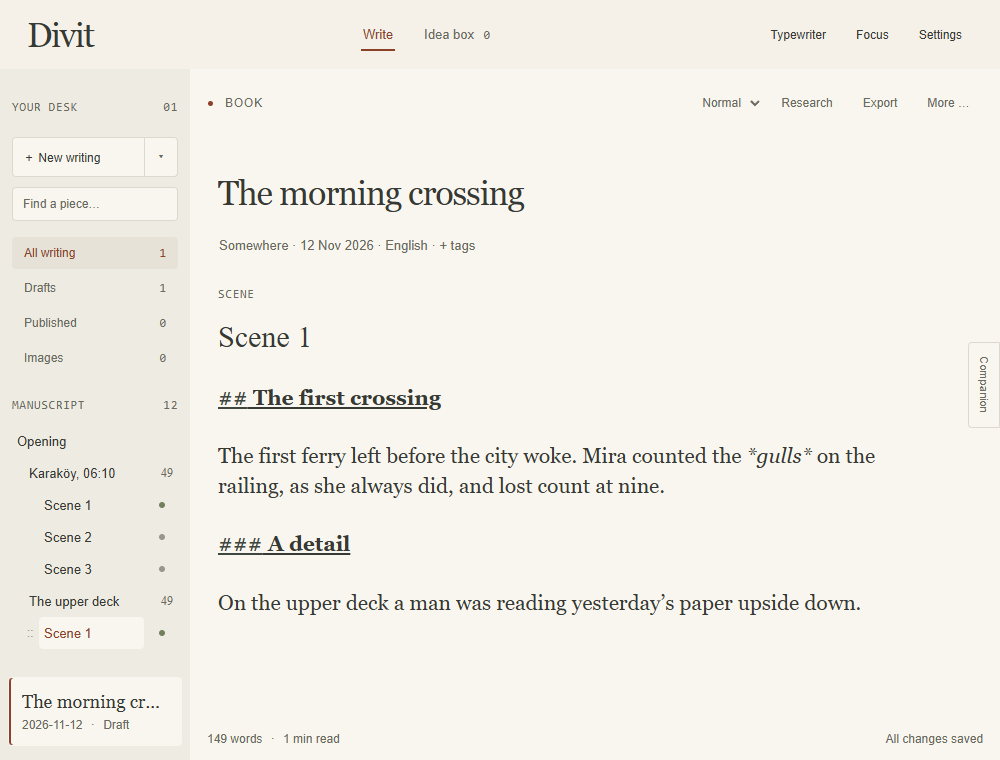 Divit
Write
Idea box 0
Typewriter
Focus
Settings
YOUR DESK 01
+ New writing
Find a piece...
All writing 1
Drafts 1
Published 0
Images 0
MANUSCRIPT 12
Opening
Karaköy, 06:10 49
Scene 1
Scene 2
Scene 3
The upper deck 49
:: Scene 1
The morning cr...
2026-11-12 · Draft
• BOOK
Normal
Research
Export
More ...
The morning crossing
Somewhere · 12 Nov 2026 · English · + tags
SCENE
Scene 1
## The first crossing
The first ferry left before the city woke. Mira counted the *gulls* on the
railing, as she always did, and lost count at nine.
### A detail
On the upper deck a man was reading yesterday’s paper upside down.
Companion
149 words · 1 min read
All changes saved